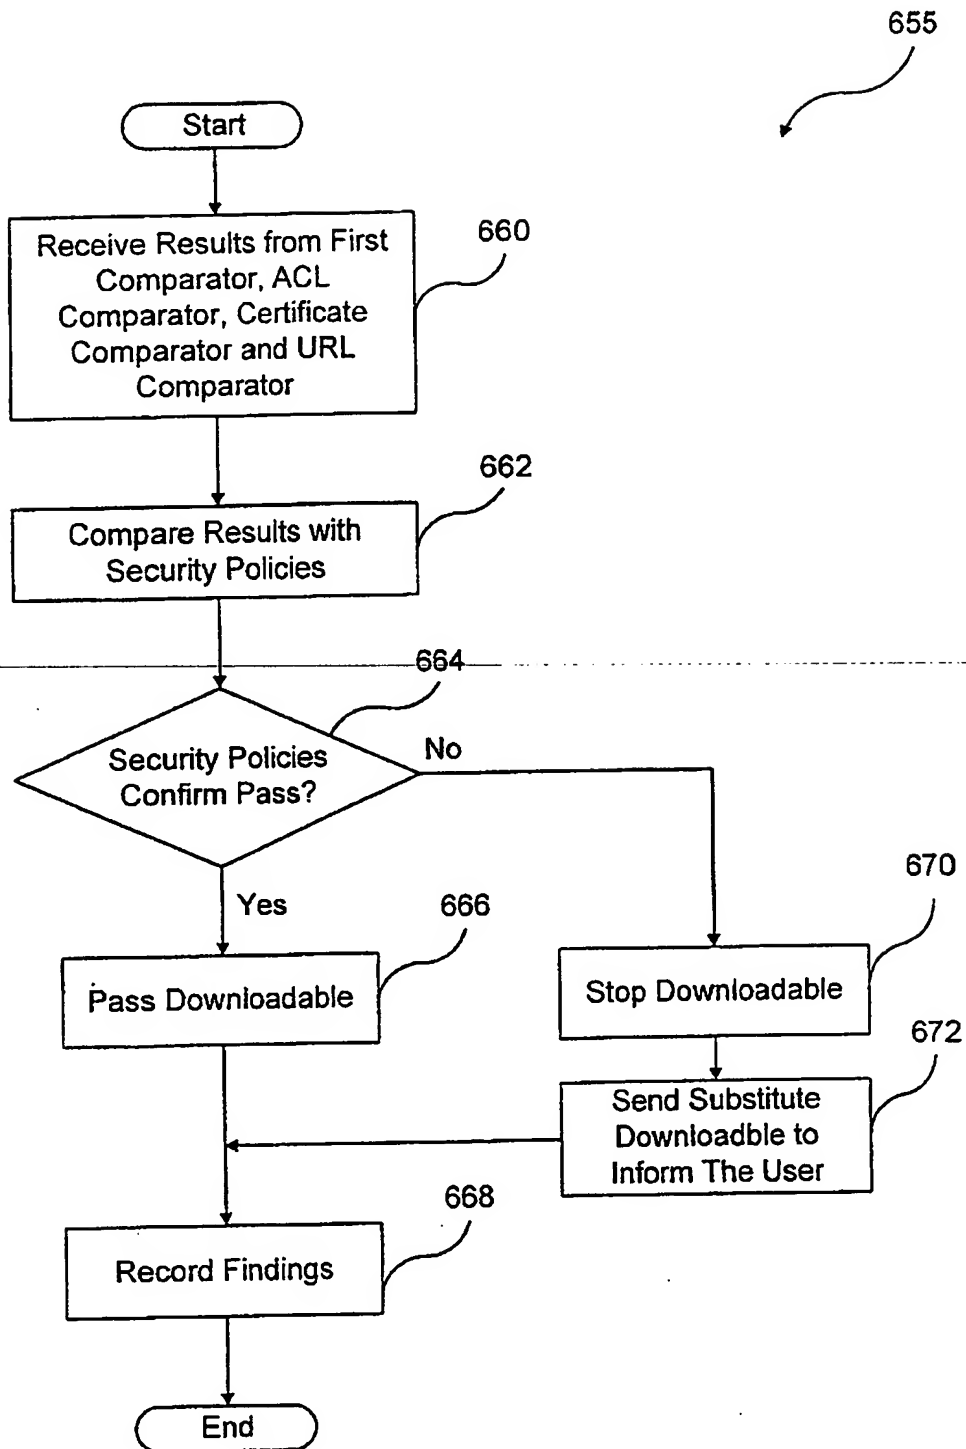 655
Start
Receive Results from First
Comparator, ACL
Comparator, Certificate
Comparator and URL
Comparator
660
662
Compare Results with
Security Policies
664
Security Policies
Confirm Pass?
No
Yes
666
670
Pass Downloadable
Stop Downloadable
672
Send Substitute
Downloadble to
Inform The User
668
Record Findings
End